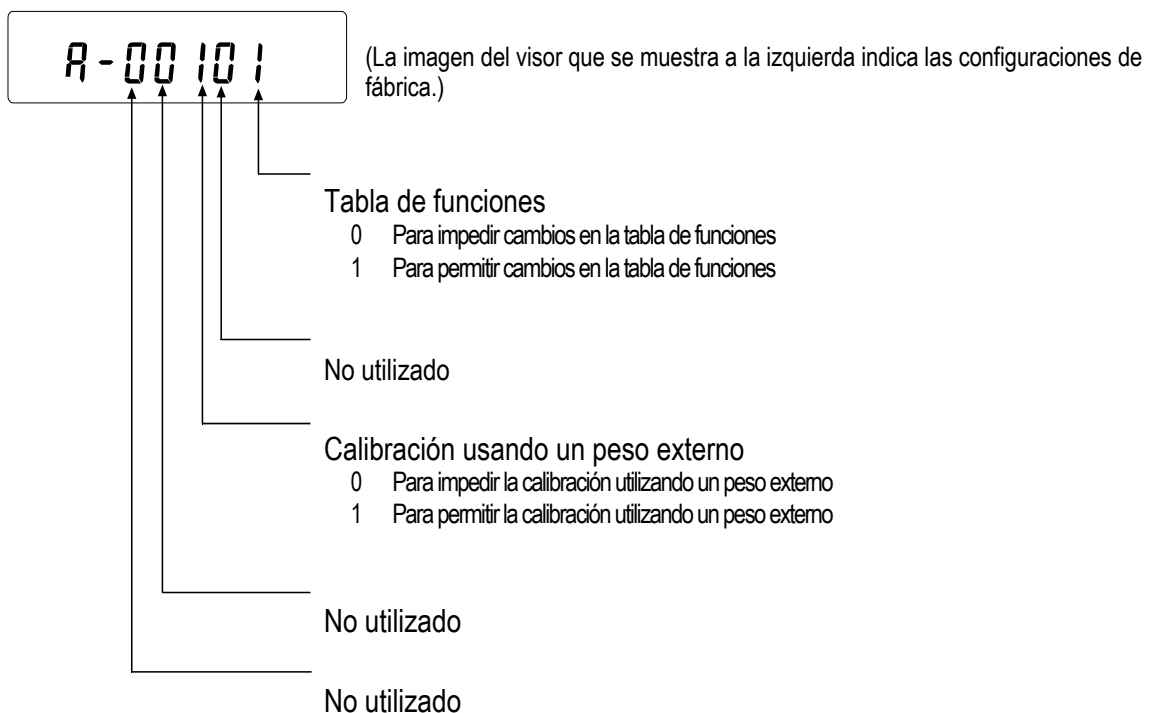 A-00101
(La imagen del visor que se muestra a la izquierda indica las configuraciones de
fábrica.)
Tabla de funciones
0 Para impedir cambios en la tabla de funciones
1 Para permitir cambios en la tabla de funciones
No utilizado
Calibración usando un peso externo
0 Para impedir la calibración utilizando un peso externo
1 Para permitir la calibración utilizando un peso externo
No utilizado
No utilizado